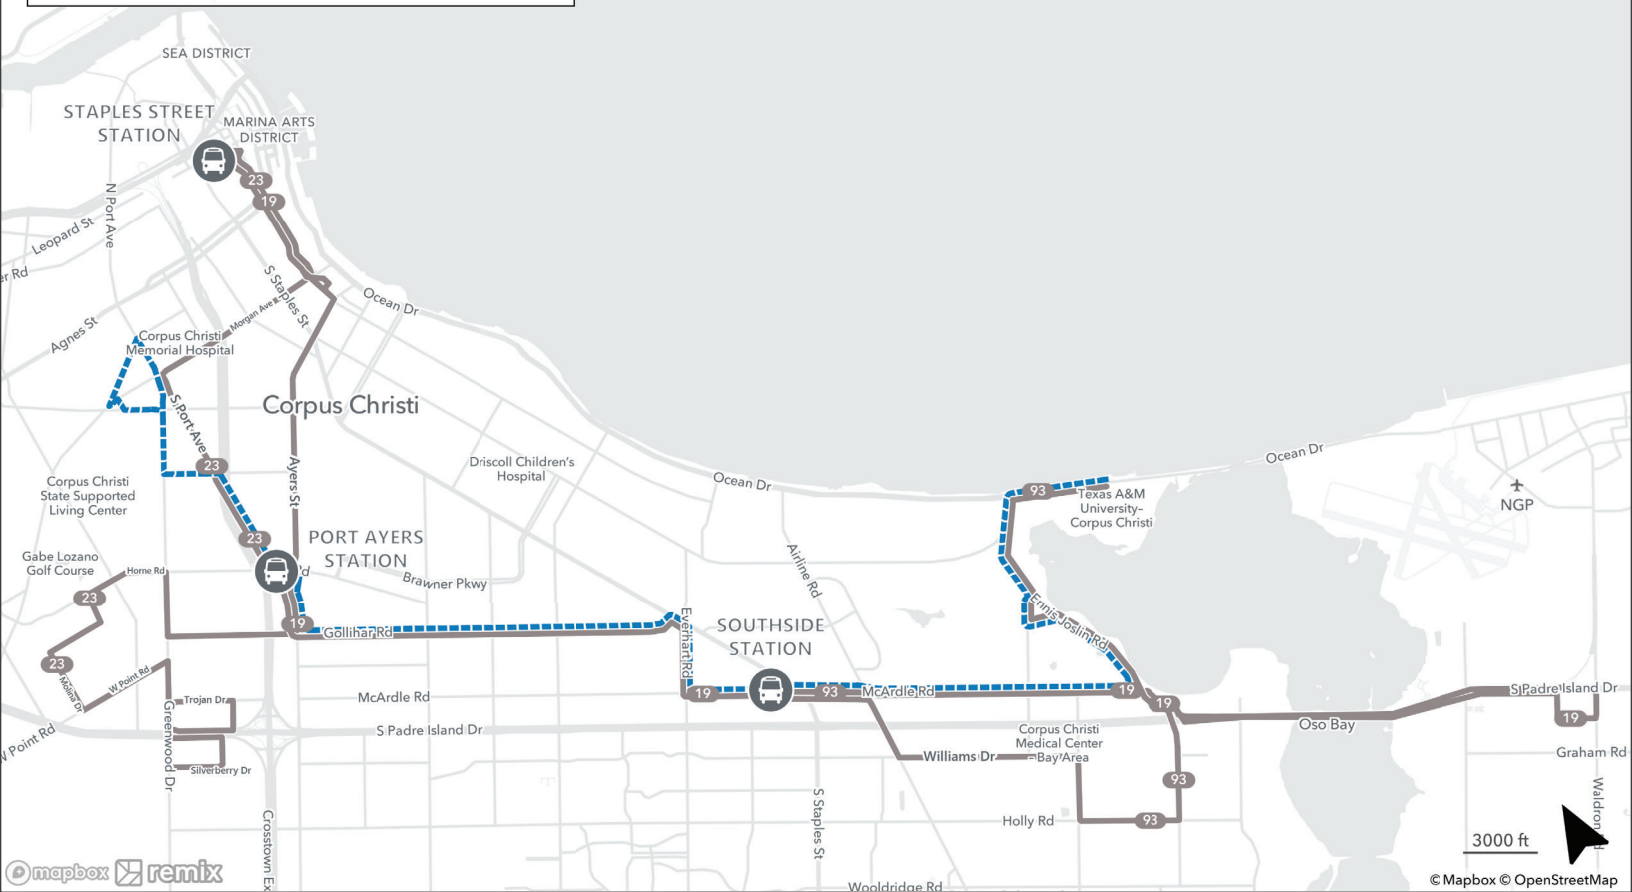 SEA DISTRICT
STAPLES STREET
STATION
MARINA ARTS
DISTRICT
23
19
N Port Ave
Leopard St
er Rd
S Staples St
Ocean Dr
Morgan Ave
Agnes St
Corpus Christi
Memorial Hospital
S Port Ave
Corpus Christi
23
Ayers St
Driscoll Children's
Hospital
Ocean Dr
Ocean Dr
93
Texas A&M
University–
Corpus Christi
NGP
Corpus Christi
State Supported
Living Center
23
PORT AYERS
STATION
Rd
Brawner Pkwy
Airline Rd
Gabe Lozano
Golf Course
Horne Rd
23
19
Gollihar Rd
Everhart Rd
SOUTHSIDE
STATION
Ennis Joslin Rd
23
Molina Dr
W Point Rd
Trojan Dr
Greenwood Dr
McArdle Rd
19
93
McArdle Rd
19
19
S Padre Island Dr
19
Oso Bay
W Point Rd
S Padre Island Dr
Corpus Christi
Medical Center
Bay Area
Williams Dr
Graham Rd
Silverberry Dr
93
Waldron Rd
Crosstown Ex
S Staples St
Holly Rd
93
3000 ft
mapbox remix
Wooldridge Rd
© Mapbox © OpenStreetMap